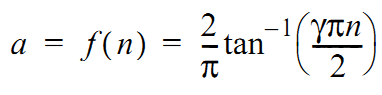 a = f(n) = 2/π tan⁻¹(γπn/2)